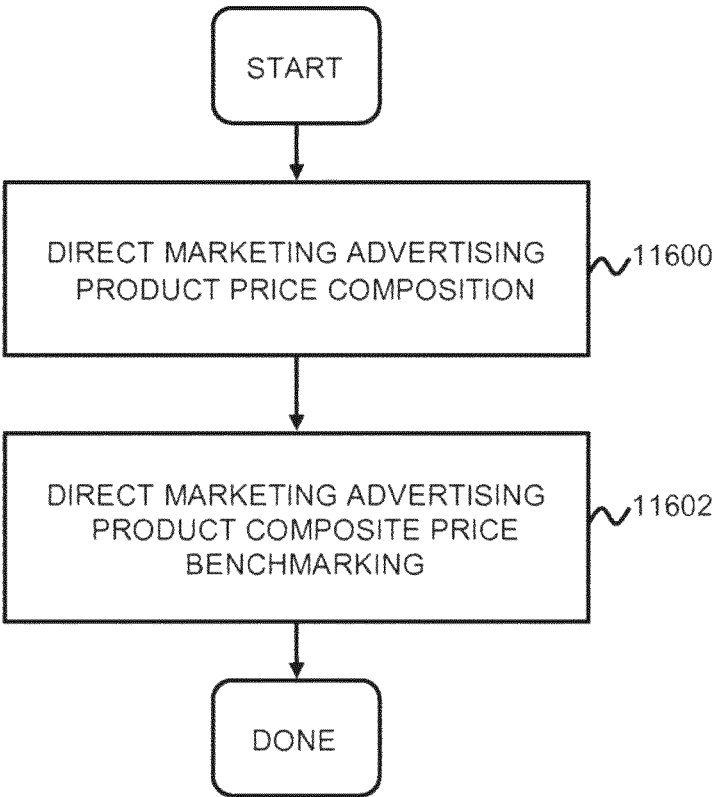 START
DIRECT MARKETING ADVERTISING
PRODUCT PRICE COMPOSITION
11600
DIRECT MARKETING ADVERTISING
PRODUCT COMPOSITE PRICE
BENCHMARKING
11602
DONE